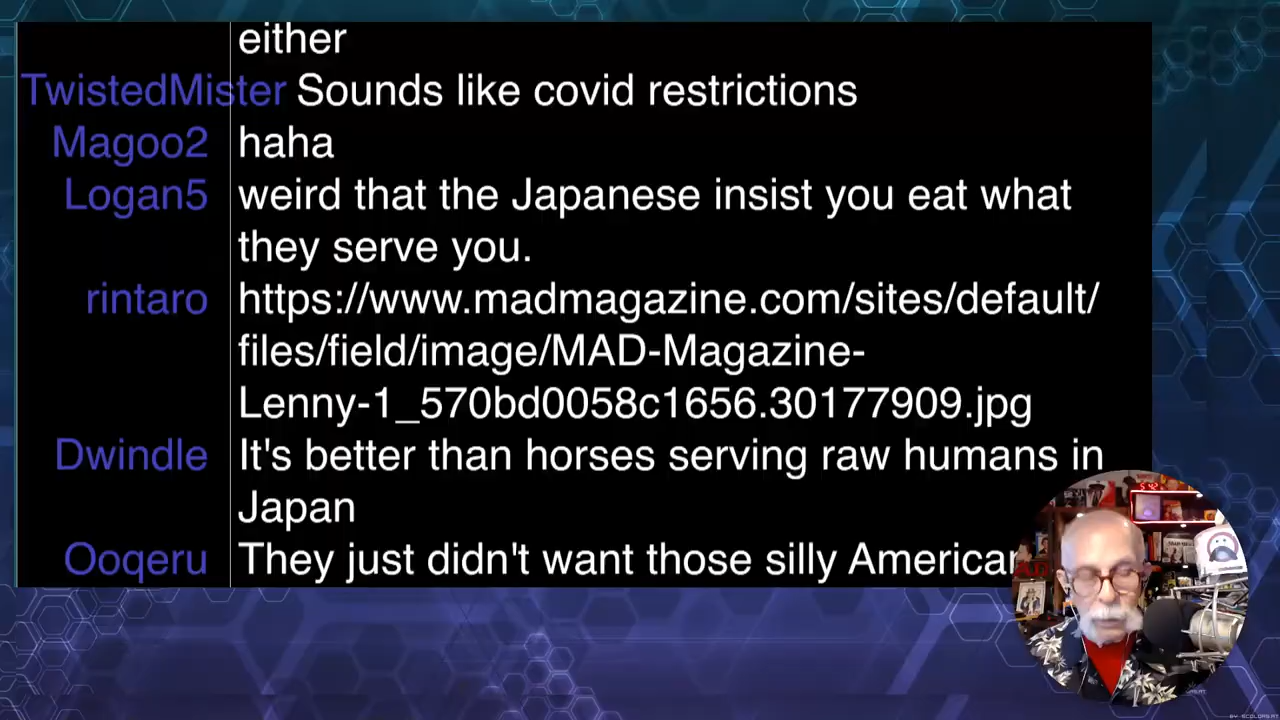 either
TwistedMister Sounds like covid restrictions
Magoo2 haha
Logan5 weird that the Japanese insist you eat what
they serve you.
rintaro https://www.madmagazine.com/sites/default/
files/field/image/MAD-Magazine-
Lenny-1_570bd0058c1656.30177909.jpg
Dwindle It's better than horses serving raw humans in
Japan
Ooqeru They just didn't want those silly American